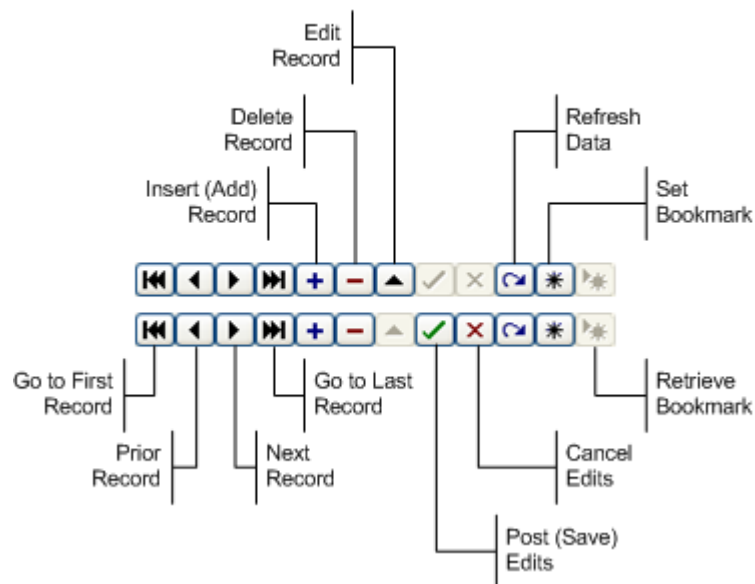 Edit
Record
Delete
Record
Refresh
Data
Insert (Add)
Record
Set
Bookmark
Go to First
Record
Go to Last
Record
Retrieve
Bookmark
Prior
Record
Next
Record
Cancel
Edits
Post (Save)
Edits